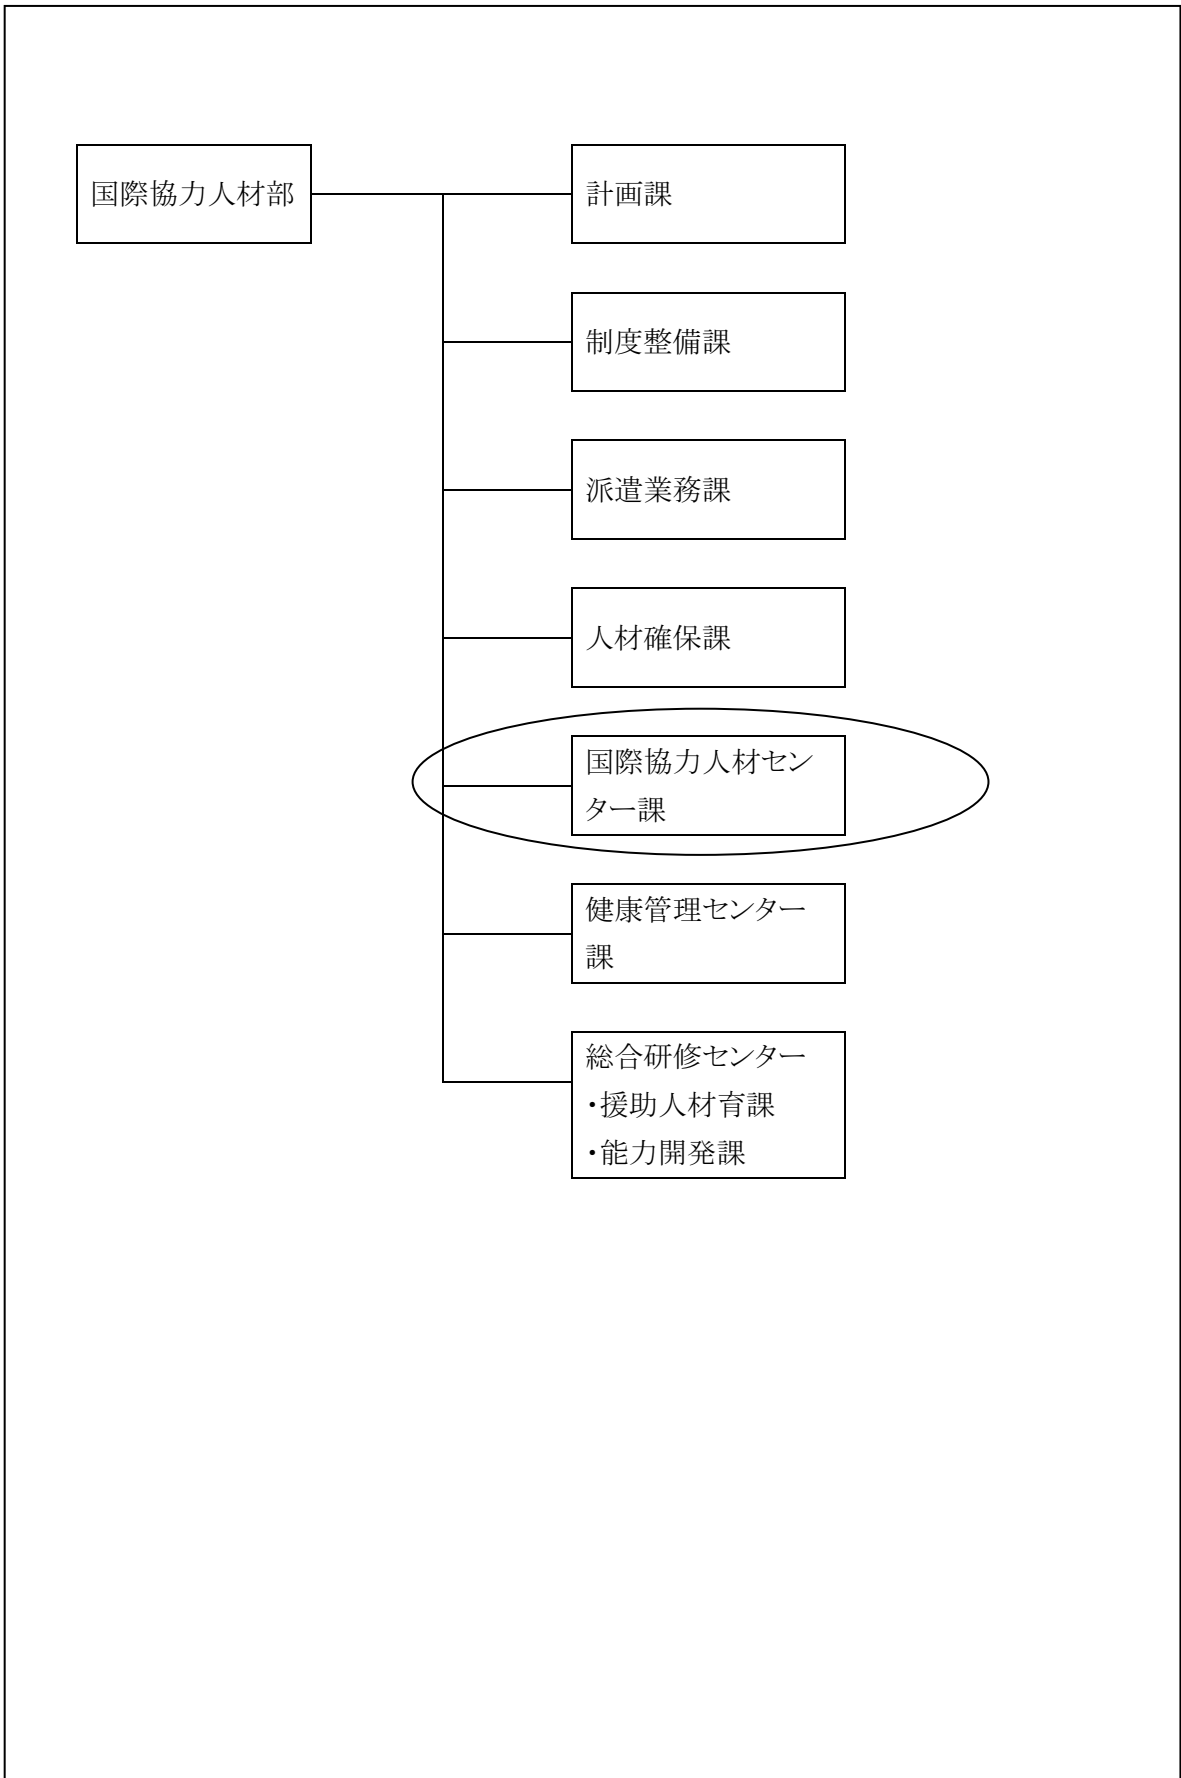 国際協力人材部
計画課
制度整備課
派遣業務課
人材確保課
国際協力人材セン
ター課
健康管理センター
課
総合研修センター
・援助人材育課
・能力開発課